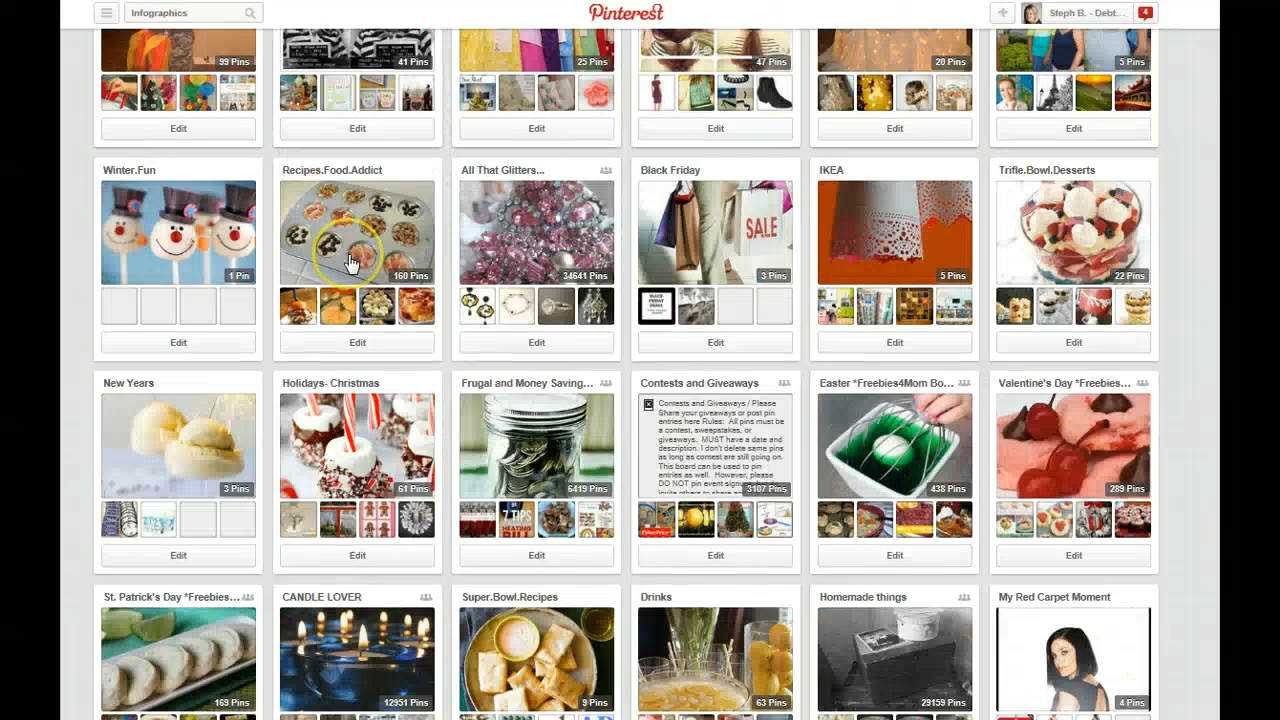 Infographics
Pinterest
Steph B. - Debt...
4
99 Pins
41 Pins
25 Pins
47 Pins
20 Pins
5 Pins
Edit
Edit
Edit
Edit
Edit
Edit
Winter.Fun
Recipes.Food.Addict
All That Glitters...
Black Friday
IKEA
Trifle.Bowl.Desserts
SALE
1 Pin
160 Pins
34641 Pins
3 Pins
5 Pins
22 Pins
Edit
Edit
Edit
Edit
Edit
Edit
New Years
Holidays- Christmas
Frugal and Money Saving...
Contests and Giveaways
Easter *Freebies4Mom Bo...
Valentine's Day *Freebies...
Contests and Giveaways / Please
Share your giveaways or post pin
entries here Rules: All pins must be
a contest, sweepstakes, or
giveaways. MUST have a date and
description. I don't delete same pins
as long as contest are still going on.
This board can be used to pin
entries as well. However, please
DO NOT pin event signu
3 Pins
61 Pins
6419 Pins
3107 Pins
438 Pins
289 Pins
7 TIPS
HEATING
BILL
Fisher-Price
Edit
Edit
Edit
Edit
Edit
Edit
St. Patrick's Day *Freebies...
CANDLE LOVER
Super.Bowl.Recipes
Drinks
Homemade things
My Red Carpet Moment
169 Pins
12951 Pins
9 Pins
63 Pins
29159 Pins
4 Pins